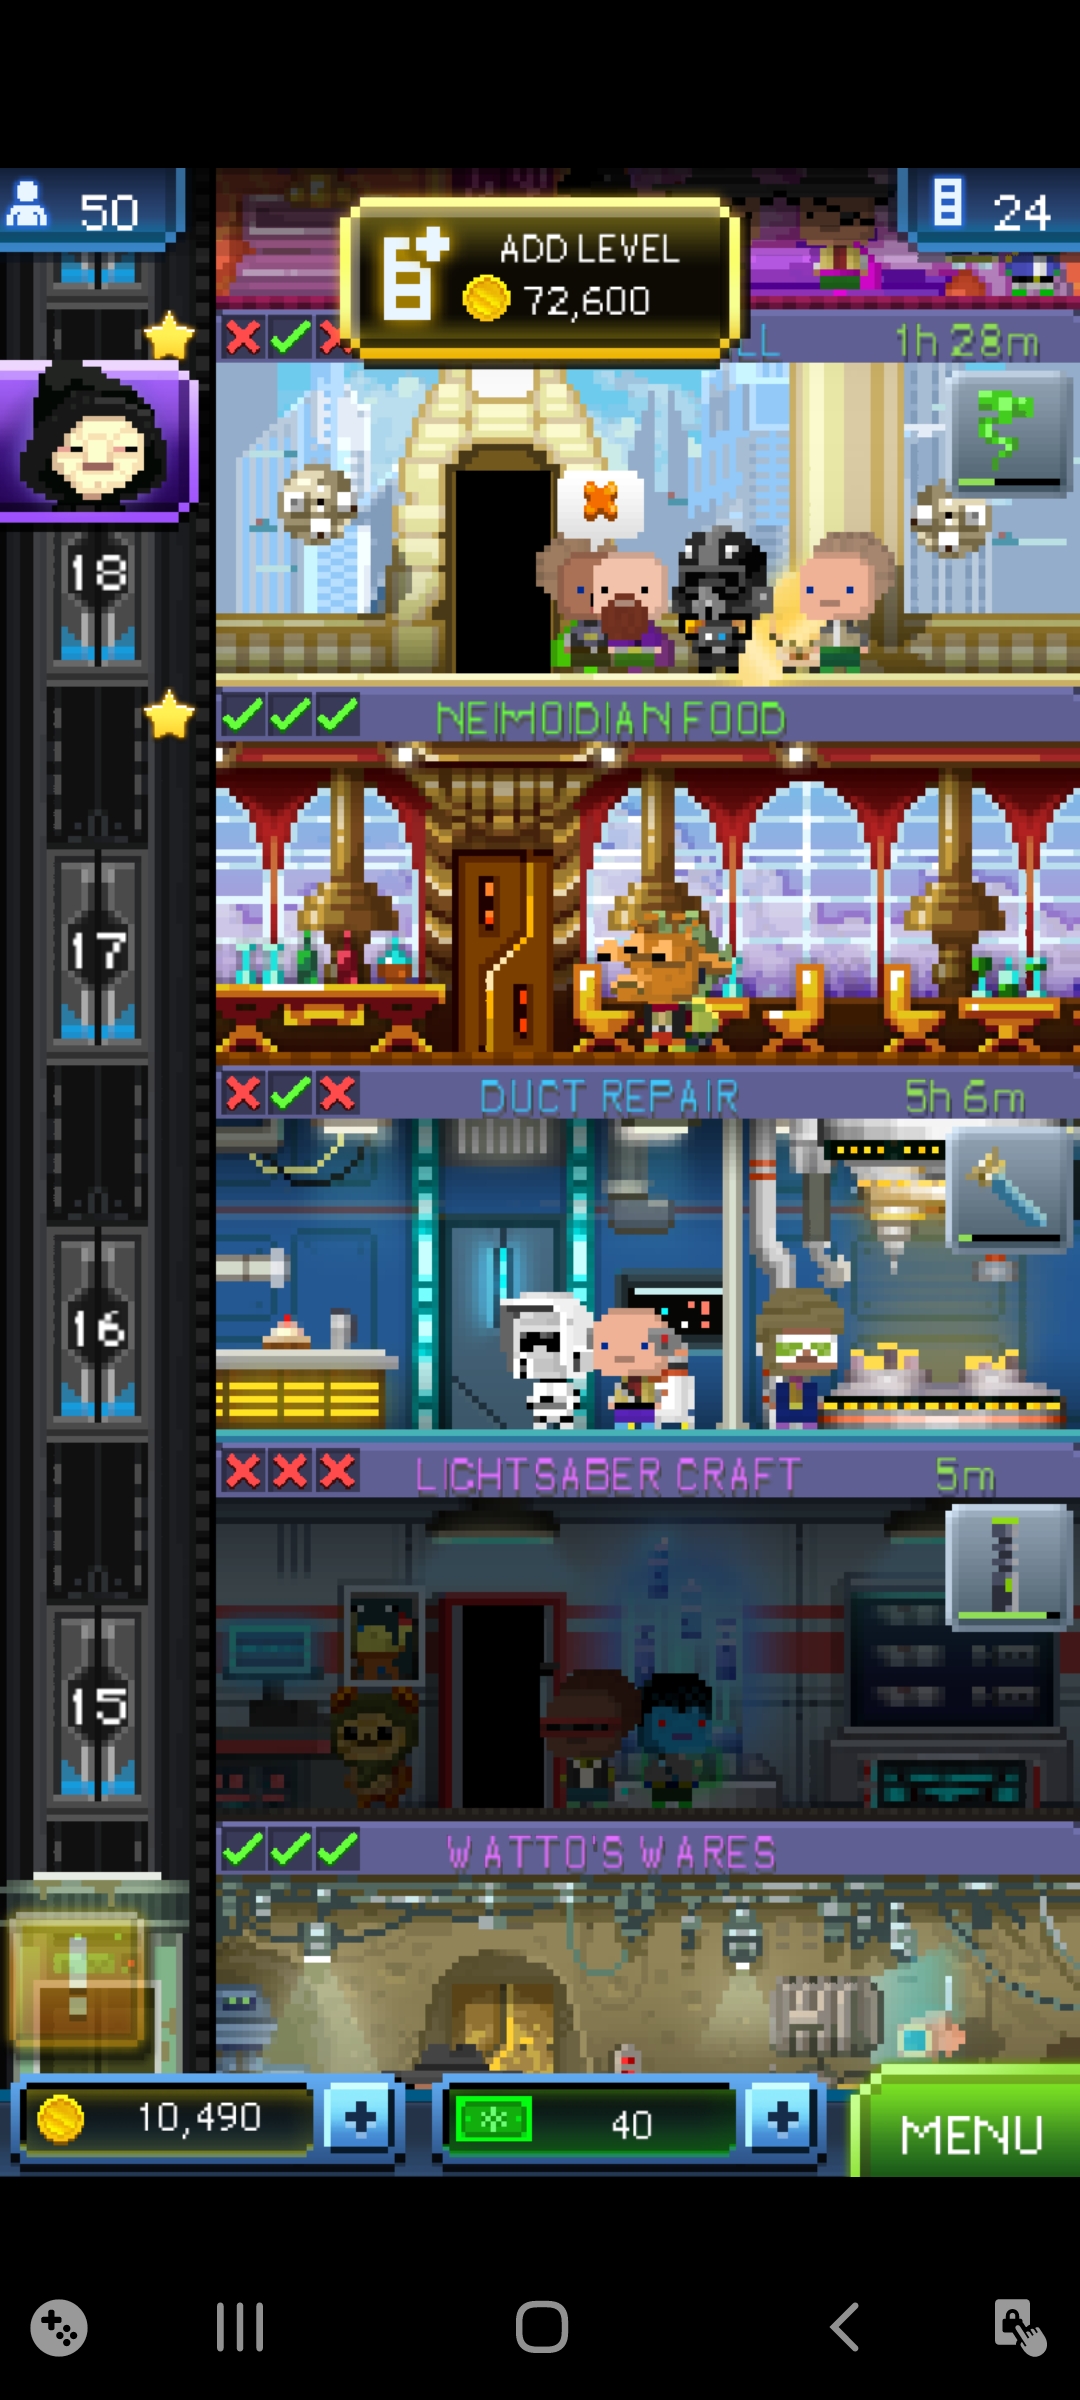 50
24
ADD LEVEL
72,600
LL
1h 28m
18
NEIMOIDIAN FOOD
17
DUCT REPAIR
5h 6m
16
LIGHTSABER CRAFT
5m
15
WATTO'S WARES
10,490
40
MENU